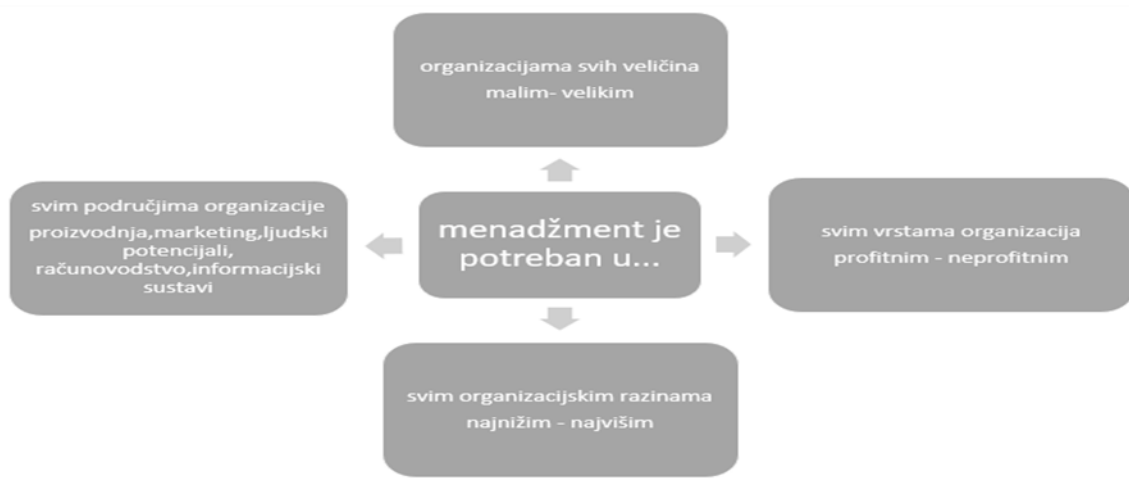 organizacijama svih veličina
malim- velikim
svim područjima organizacije
proizvodnja,marketing,ljudski
potencijali,
računovodstvo,informacijski
sustavi
menadžment je
potreban u...
svim vrstama organizacija
profitnim - neprofitnim
svim organizacijskim razinama
najnižim - najvišim